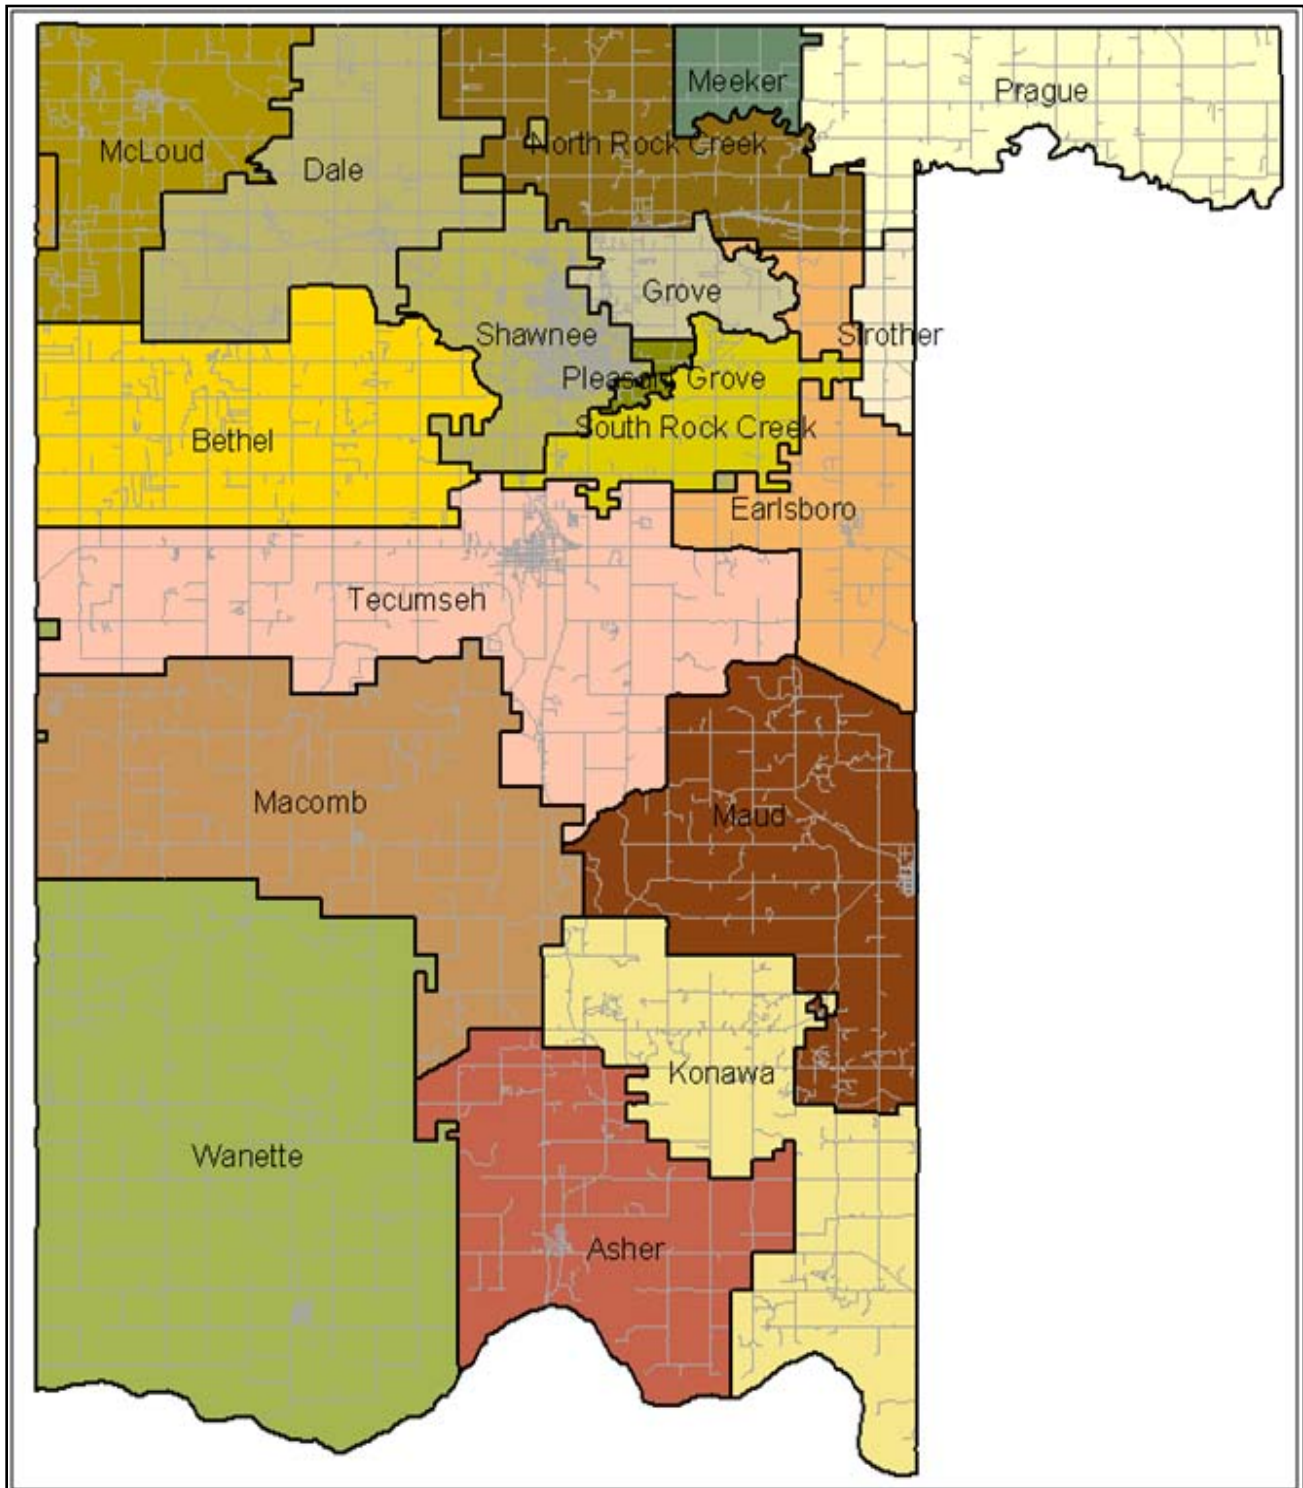 Meeker
Prague
McLoud
North Rock Creek
Dale
Grove
Shawnee
Strother
Pleasant Grove
South Rock Creek
Bethel
Earlsboro
Tecumseh
Macomb
Maud
Konawa
Wanette
Asher